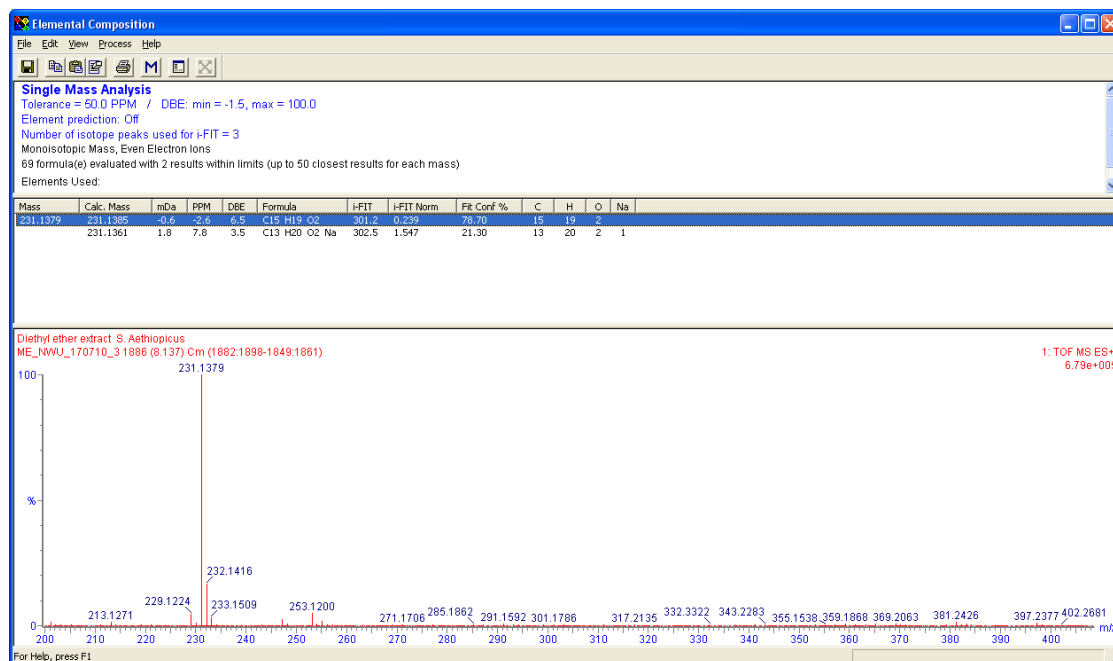 Elemental Composition
File Edit View Process Help
Single Mass Analysis
Tolerance = 50.0 PPM / DBE: min = -1.5, max = 100.0
Element prediction: Off
Number of isotope peaks used for i-FIT = 3
Monoisotopic Mass, Even Electron Ions
69 formula(e) evaluated with 2 results within limits (up to 50 closest results for each mass)
Elements Used:
Mass Calc. Mass mDa PPM DBE Formula i-FIT i-FIT Norm Fit Conf % C H O Na
231.1379 231.1385 -0.6 -2.6 6.5 C15 H19 O2 301.2 0.239 78.70 15 19 2
231.1361 1.8 7.8 3.5 C13 H20 O2 Na 302.5 1.547 21.30 13 20 2 1
Diethyl ether extract S. Aethiopicus
ME_NWU_170710_3 1886 (8.137) Cm (1882:1898-1849:1861)
1: TOF MS ES+
6.79e+005
100
%
0
231.1379
232.1416
229.1224
233.1509
213.1271
253.1200
271.1706
285.1862
291.1592
301.1786
317.2135
332.3322
343.2283
355.1538
359.1868
369.2063
381.2426
397.2377
402.2681
200 210 220 230 240 250 260 270 280 290 300 310 320 330 340 350 360 370 380 390 400 m/z
For Help, press F1